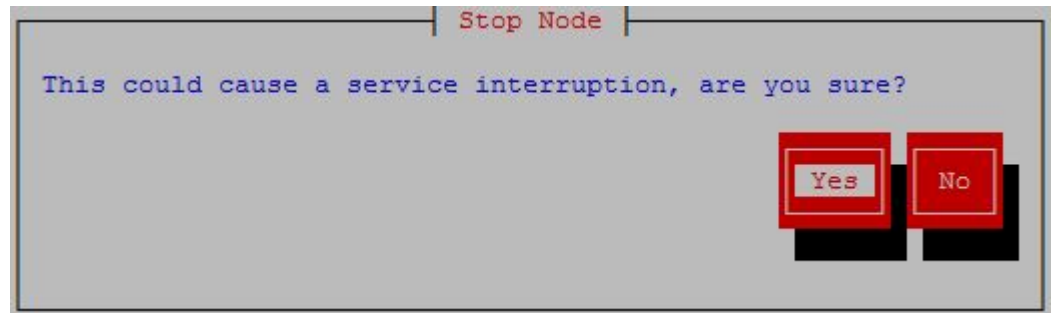 Stop Node
This could cause a service interruption, are you sure?
Yes No